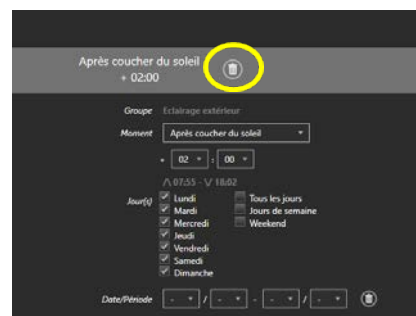 Après coucher du soleil
+ 02:00
Groupe Eclairage extérieur
Moment Après coucher du soleil
+ 02 : 00
⋀ 07:55 - ⋁ 18:02
Jour(s) Lundi Tous les jours
Mardi Jours de semaine
Mercredi Weekend
Jeudi
Vendredi
Samedi
Dimanche
Date/Période - / - - - / -